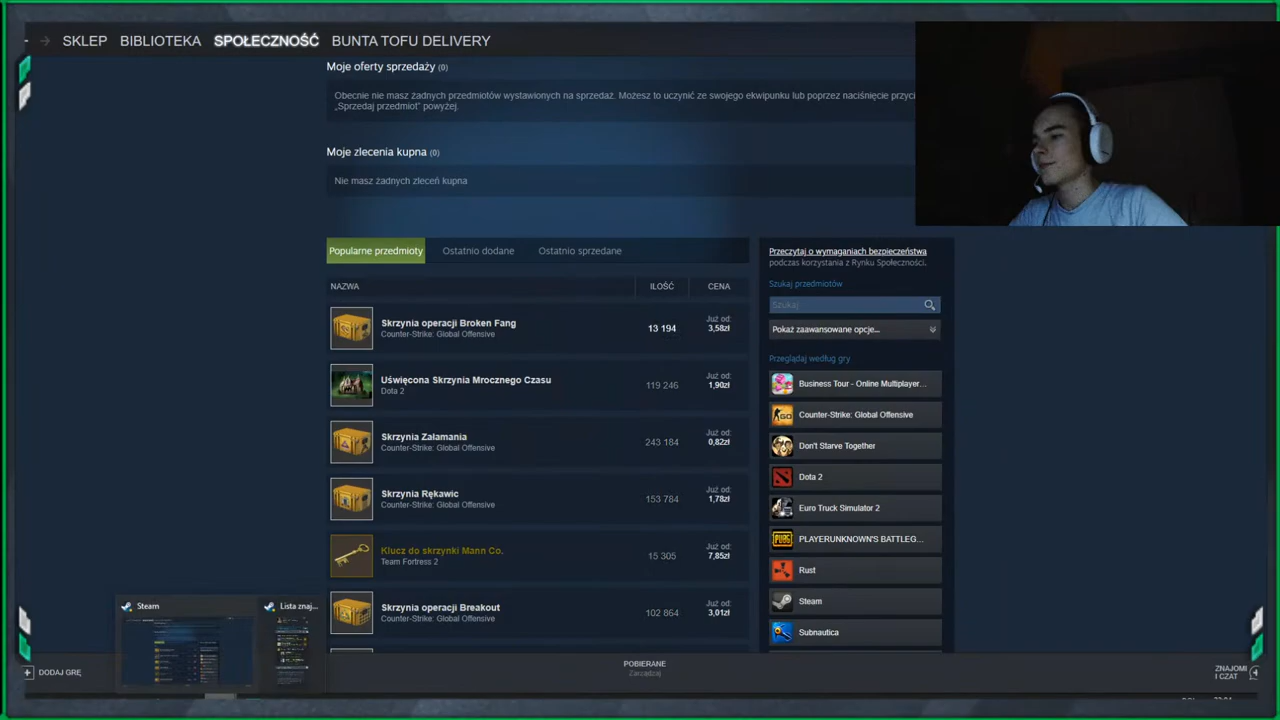 SKLEP BIBLIOTEKA SPOŁECZNOŚĆ BUNTA TOFU DELIVERY
Moje oferty sprzedaży (0)
Obecnie nie masz żadnych przedmiotów wystawionych na sprzedaż. Możesz to uczynić ze swojego ekwipunku lub poprzez naciśnięcie
„Sprzedaj przedmiot” powyżej.
Moje zlecenia kupna (0)
Nie masz żadnych zleceń kupna
Popularne przedmioty Ostatnio dodane Ostatnio sprzedane
NAZWA ILOŚĆ CENA
Skrzynia operacji Broken Fang
Counter-Strike: Global Offensive
13 194
Już od:
3,58zł
Uświęcona Skrzynia Mrocznego Czasu
Dota 2
119 246
Już od:
1,90zł
Skrzynia Załamania
Counter-Strike: Global Offensive
243 184
Już od:
0,82zł
Skrzynia Rękawic
Counter-Strike: Global Offensive
153 784
Już od:
1,78zł
Klucz do skrzynki Mann Co.
Team Fortress 2
15 305
Już od:
7,85zł
Skrzynia operacji Breakout
Counter-Strike: Global Offensive
102 864
Już od:
3,01zł
Przeczytaj o wymaganiach bezpieczeństwa
podczas korzystania z Rynku Społeczności.
Szukaj przedmiotów
Szukaj
Pokaż zaawansowane opcje...
Przeglądaj według gry
Business Tour - Online Multiplayer...
Counter-Strike: Global Offensive
Don't Starve Together
Dota 2
Euro Truck Simulator 2
PLAYERUNKNOWN'S BATTLEG...
Rust
Steam
Subnautica
Steam
Lista znaj...
DODAJ GRĘ
POBIERANE
Zarządzaj
ZNAJOMI
I CZAT